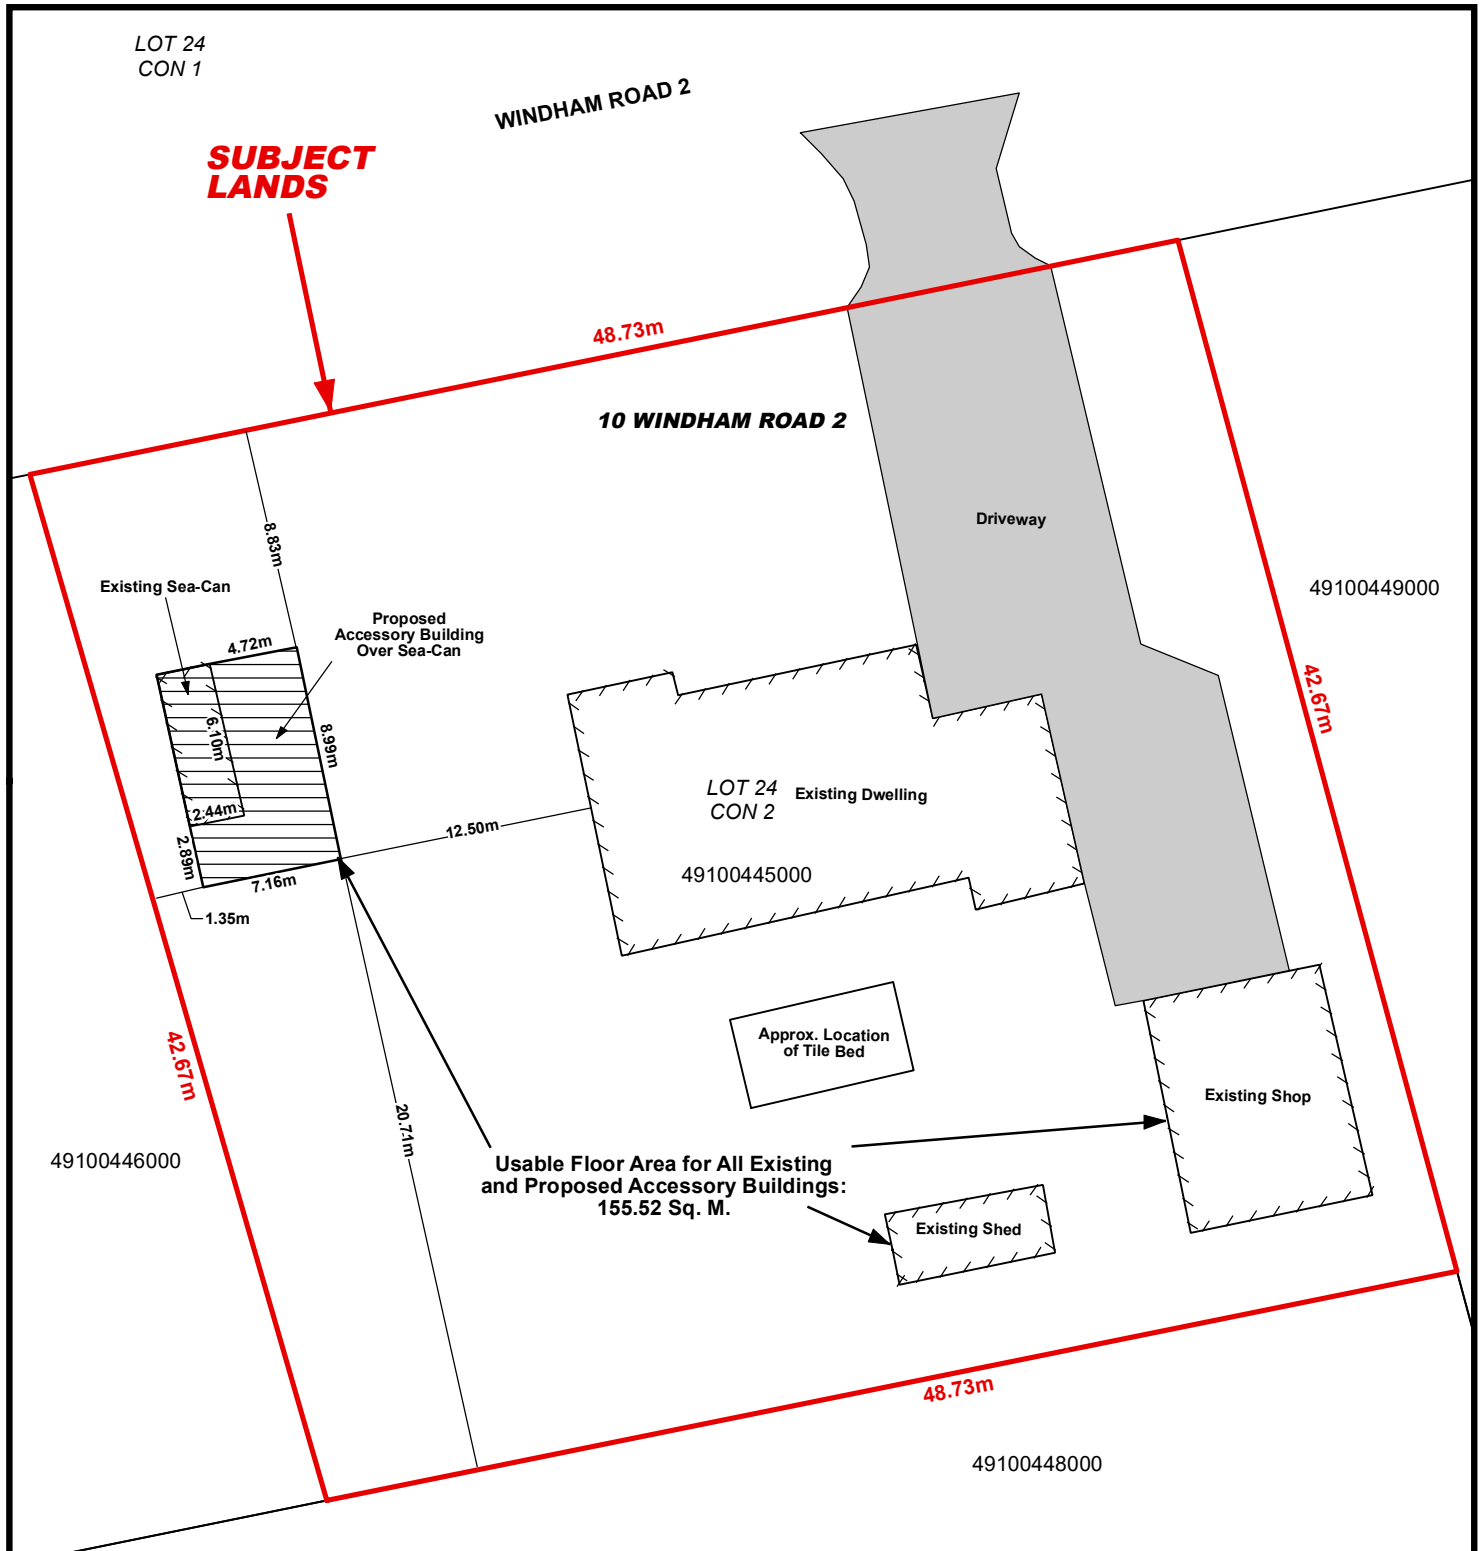 LOT 24
CON 1
WINDHAM ROAD 2
SUBJECT
LANDS
48.73m
10 WINDHAM ROAD 2
8.83m
Driveway
Existing Sea-Can
49100449000
Proposed
Accessory Building
Over Sea-Can
4.72m
42.67m
6.10m
8.99m
LOT 24
CON 2
Existing Dwelling
2.44m
12.50m
2.89m
49100445000
7.16m
1.35m
Approx. Location
of Tile Bed
42.67m
Existing Shop
20.71m
49100446000
Usable Floor Area for All Existing
and Proposed Accessory Buildings:
155.52 Sq. M.
Existing Shed
48.73m
49100448000